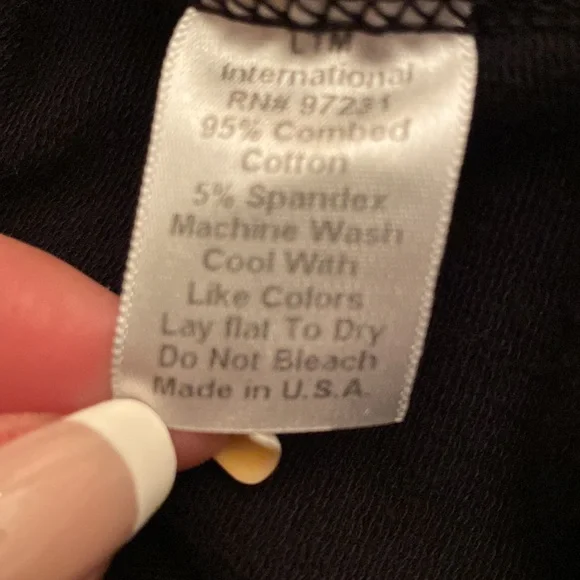 LTM
International
RN# 97231
95% Combed
Cotton
5% Spandex
Machine Wash
Cool With
Like Colors
Lay flat To Dry
Do Not Bleach
Made in U.S.A.